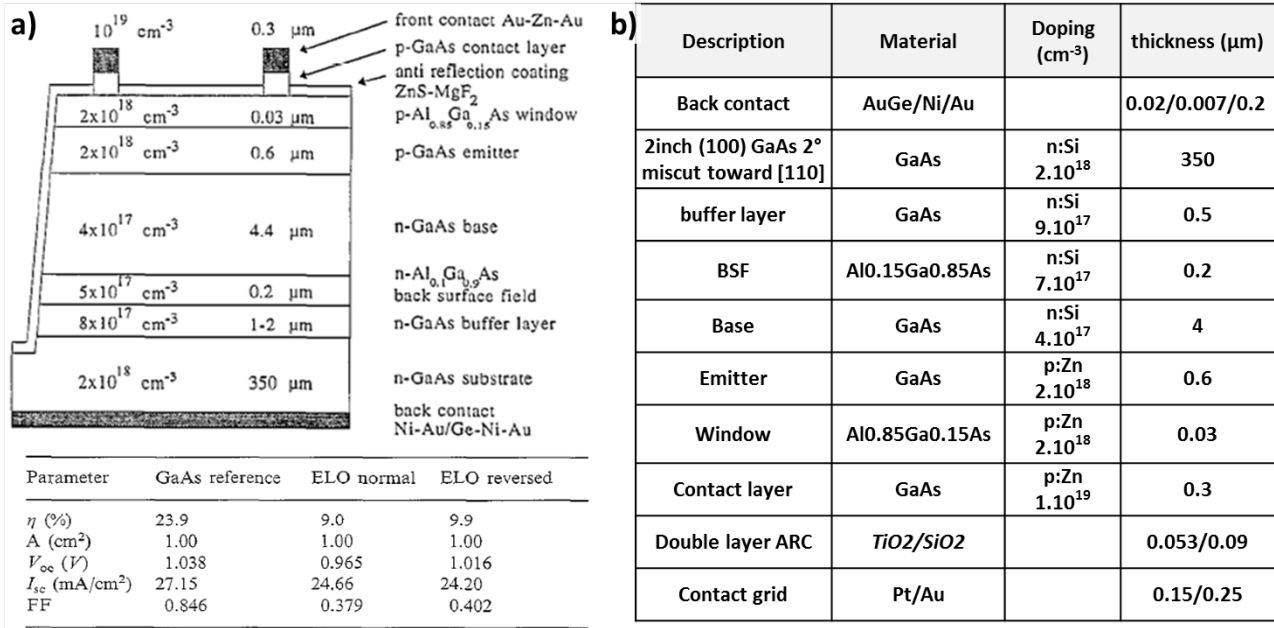 a)
10¹⁹ cm⁻³ 0.3 μm front contact Au-Zn-Au
p-GaAs contact layer
anti reflection coating
ZnS-MgF₂
2x10¹⁸ cm⁻³ 0.03 μm p-Al₀.₈₅Ga₀.₁₅As window
2x10¹⁸ cm⁻³ 0.6 μm p-GaAs emitter
4x10¹⁷ cm⁻³ 4.4 μm n-GaAs base
n-Al₀.₁Ga₀.₉As
5x10¹⁷ cm⁻³ 0.2 μm back surface field
8x10¹⁷ cm⁻³ 1-2 μm n-GaAs buffer layer
2x10¹⁸ cm⁻³ 350 μm n-GaAs substrate
back contact
Ni-Au/Ge-Ni-Au
Parameter GaAs reference ELO normal ELO reversed
η (%) 23.9 9.0 9.9
A (cm²) 1.00 1.00 1.00
Voc (V) 1.038 0.965 1.016
Isc (mA/cm²) 27.15 24.66 24.20
FF 0.846 0.379 0.402
b)
Description Material Doping (cm⁻³) thickness (μm)
Back contact AuGe/Ni/Au 0.02/0.007/0.2
2inch (100) GaAs 2° miscut toward [110] GaAs n:Si 2.10¹⁸ 350
buffer layer GaAs n:Si 9.10¹⁷ 0.5
BSF Al0.15Ga0.85As n:Si 7.10¹⁷ 0.2
Base GaAs n:Si 4.10¹⁷ 4
Emitter GaAs p:Zn 2.10¹⁸ 0.6
Window Al0.85Ga0.15As p:Zn 2.10¹⁸ 0.03
Contact layer GaAs p:Zn 1.10¹⁹ 0.3
Double layer ARC TiO2/SiO2 0.053/0.09
Contact grid Pt/Au 0.15/0.25